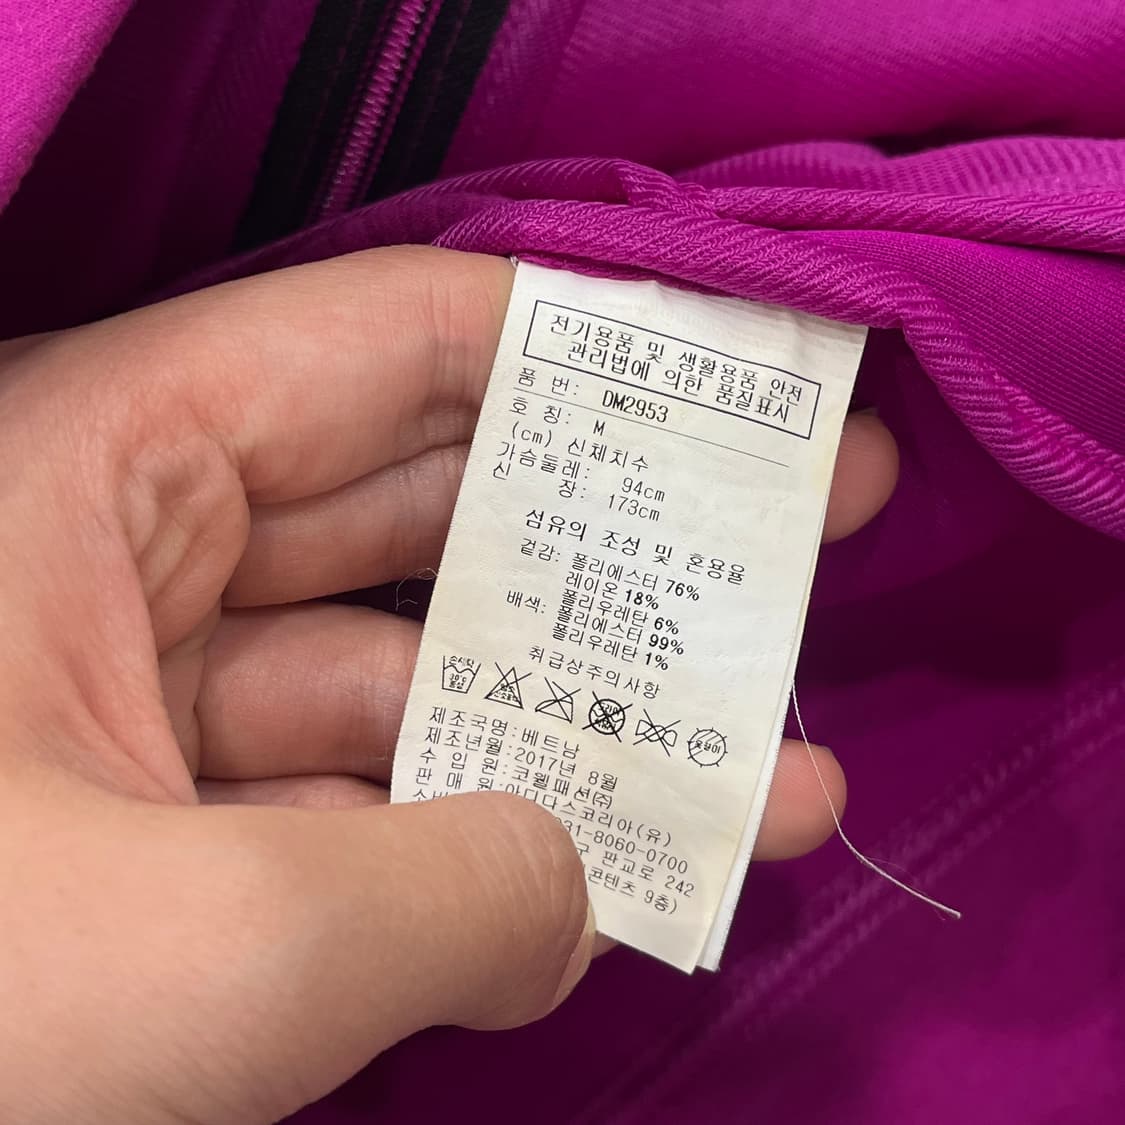 전기용품 및 생활용품 안전
관리법에 의한 품질표시
품 번: DM2953
호 칭: M
(cm) 신체치수
가슴둘레: 94cm
신 장: 173cm
섬유의 조성 및 혼용율
겉감: 폴리에스터 76%
레이온 18%
폴리우레탄 6%
배색: 폴리에스터 99%
폴리우레탄 1%
취급상주의사항
손세탁
30℃
중성
제조국명:베트남
제조년월:2017년 8월
수 입 원:코웰패션(주)
판 매 원:아디다스코리아(유)
031-8060-0700
판교로 242
콘텐츠 9층)